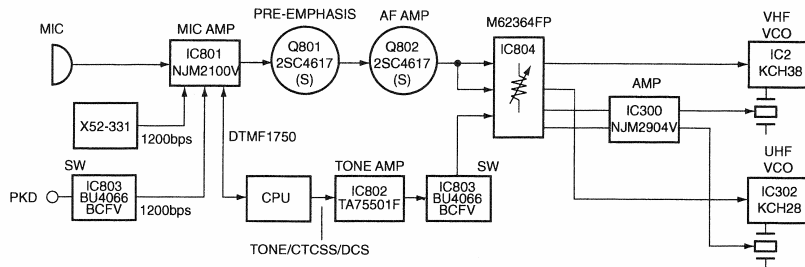 MIC
MIC AMP
IC801
NJM2100V
PRE-EMPHASIS
Q801
2SC4617
(S)
AF AMP
Q802
2SC4617
(S)
M62364FP
IC804
VHF
VCO
IC2
KCH38
AMP
IC300
NJM2904V
X52-331
1200bps
DTMF1750
SW
PKD
IC803
BU4066
BCFV
1200bps
CPU
TONE AMP
IC802
TA75501F
SW
IC803
BU4066
BCFV
TONE/CTCSS/DCS
UHF
VCO
IC302
KCH28